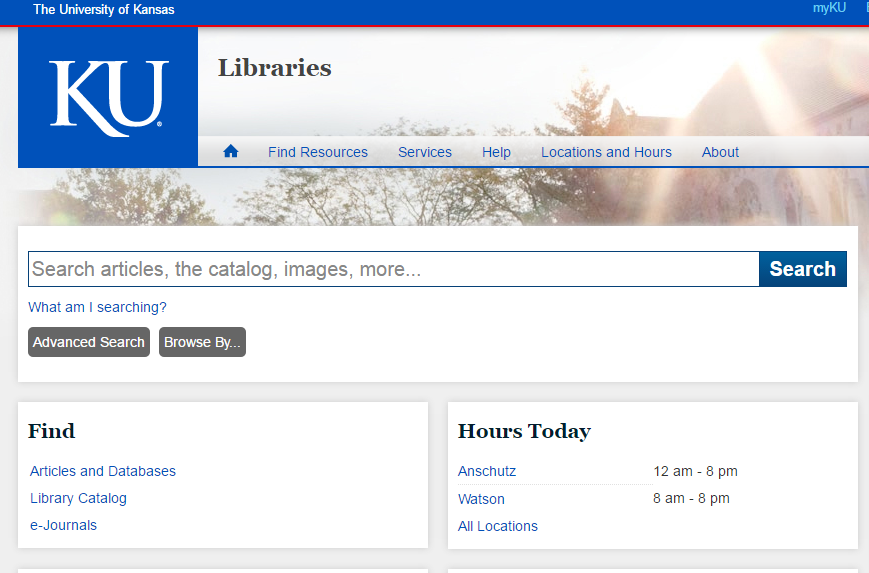 The University of Kansas
myKU
KU
Libraries
Find Resources Services Help Locations and Hours About
Search articles, the catalog, images, more... Search
What am I searching?
Advanced Search Browse By...
Find
Articles and Databases
Library Catalog
e-Journals
Hours Today
Anschutz 12 am - 8 pm
Watson 8 am - 8 pm
All Locations